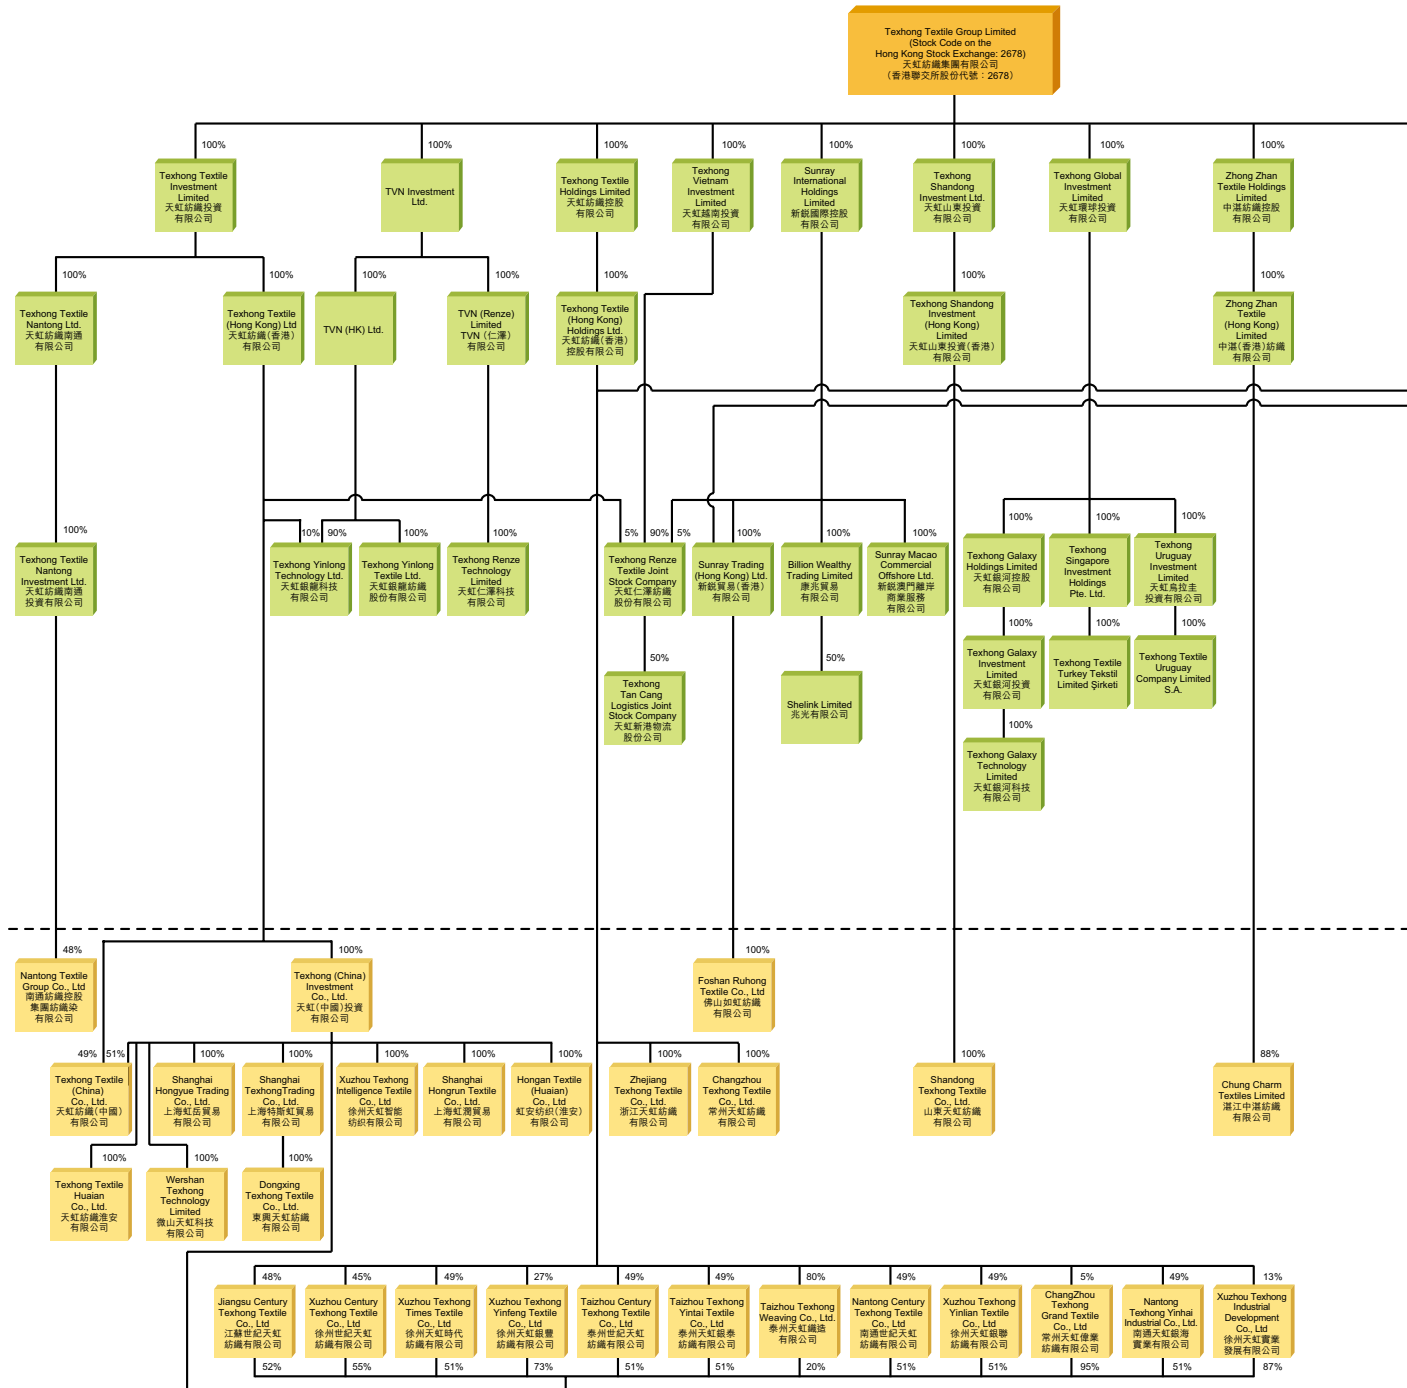 Texhong Textile Group Limited
(Stock Code on the
Hong Kong Stock Exchange: 2678)
天虹紡織集團有限公司
（香港聯交所股份代號：2678）
100%
100%
100%
100%
100%
100%
100%
100%
Texhong Textile
Investment
Limited
天虹紡織投資
有限公司
TVN Investment
Ltd.
Texhong Textile
Holdings Limited
天虹紡織控股
有限公司
Texhong
Vietnam
Investment
Limited
天虹越南投資
有限公司
Sunray
International
Holdings
Limited
新銳國際控股
有限公司
Texhong
Shandong
Investment Ltd.
天虹山東投資
有限公司
Texhong Global
Investment
Limited
天虹環球投資
有限公司
Zhong Zhan
Textile Holdings
Limited
中湛紡織控股
有限公司
100%
100%
100%
100%
100%
100%
100%
Texhong Textile
Nantong Ltd.
天虹紡織南通
有限公司
Texhong Textile
(Hong Kong) Ltd
天虹紡織（香港）
有限公司
TVN (HK) Ltd.
TVN (Renze)
Limited
TVN（仁澤）
有限公司
Texhong Textile
(Hong Kong)
Holdings Ltd.
天虹紡織（香港）
控股有限公司
Texhong Shandong
Investment
(Hong Kong)
Limited
天虹山東投資（香港）
有限公司
Zhong Zhan
Textile
(Hong Kong)
Limited
中湛（香港）紡織
有限公司
100%
10%
90%
100%
100%
5%
90%
5%
100%
100%
100%
100%
100%
100%
Texhong Textile
Nantong
Investment Ltd.
天虹紡織南通
投資有限公司
Texhong Yinlong
Technology Ltd.
天虹銀龍科技
有限公司
Texhong Yinlong
Textile Ltd.
天虹銀龍紡織
股份有限公司
Texhong Renze
Technology
Limited
天虹仁澤科技
有限公司
Texhong Renze
Textile Joint
Stock Company
天虹仁澤紡織
股份有限公司
Sunray Trading
(Hong Kong) Ltd.
新銳貿易（香港）
有限公司
Billion Wealthy
Trading Limited
康兆貿易
有限公司
Sunray Macao
Commercial
Offshore Ltd.
新銳澳門離岸
商業服務
有限公司
Texhong Galaxy
Holdings Limited
天虹銀河控股
有限公司
Texhong
Singapore
Investment
Holdings
Pte. Ltd.
Texhong
Uruguay
Investment
Limited
天虹烏拉圭
投資有限公司
50%
50%
100%
100%
100%
Texhong
Tan Cang
Logistics Joint
Stock Company
天虹新港物流
股份公司
Shelink Limited
兆光有限公司
Texhong Galaxy
Investment
Limited
天虹銀河投資
有限公司
Texhong Textile
Turkey Tekstil
Limited Şirketi
Texhong Textile
Uruguay
Company Limited
S.A.
100%
Texhong Galaxy
Technology
Limited
天虹銀河科技
有限公司
48%
100%
100%
Nantong Textile
Group Co., Ltd
南通紡織控股
集團紡織染
有限公司
Texhong (China)
Investment
Co., Ltd.
天虹（中國）投資
有限公司
Foshan Ruhong
Textile Co., Ltd
佛山如虹紡織
有限公司
49%
51%
100%
100%
100%
100%
100%
100%
100%
100%
88%
Texhong Textile
(China)
Co., Ltd.
天虹紡織（中國）
有限公司
Shanghai
Hongyue Trading
Co., Ltd.
上海虹岳貿易
有限公司
Shanghai
TexhongTrading
Co., Ltd.
上海特斯虹貿易
有限公司
Xuzhou Texhong
Intelligence Textile
Co., Ltd
徐州天虹智能
纺织有限公司
Shanghai
Hongrun Textile
Co., Ltd.
上海虹潤貿易
有限公司
Hongan Textile
(Huaian)
Co., Ltd
虹安纺织（淮安）
有限公司
Zhejiang
Texhong Textile
Co., Ltd.
浙江天虹紡織
有限公司
Changzhou
Texhong Textile
Co., Ltd.
常州天虹紡織
有限公司
Shandong
Texhong Textile
Co., Ltd.
山東天虹紡織
有限公司
Chung Charm
Textiles Limited
湛江中湛紡織
有限公司
100%
100%
100%
Texhong Textile
Huaian
Co., Ltd.
天虹紡織淮安
有限公司
Wershan
Texhong
Technology
Limited
微山天虹科技
有限公司
Dongxing
Texhong Textile
Co., Ltd.
東興天虹紡織
有限公司
48%
45%
49%
27%
49%
49%
80%
49%
49%
5%
49%
13%
Jiangsu Century
Texhong Textile
Co., Ltd
江蘇世紀天虹
紡織有限公司
Xuzhou Century
Texhong Textile
Co., Ltd
徐州世紀天虹
紡織有限公司
Xuzhou Texhong
Times Textile
Co., Ltd
徐州天虹時代
紡織有限公司
Xuzhou Texhong
Yinfeng Textile
Co., Ltd
徐州天虹銀豐
紡織有限公司
Taizhou Century
Texhong Textile
Co., Ltd
泰州世紀天虹
紡織有限公司
Taizhou Texhong
Yintai Textile
Co., Ltd
泰州天虹銀泰
紡織有限公司
Taizhou Texhong
Weaving Co., Ltd.
泰州天虹織造
有限公司
Nantong Century
Texhong Textile
Co., Ltd
南通世紀天虹
紡織有限公司
Xuzhou Texhong
Yinlian Textile
Co., Ltd
徐州天虹銀聯
紡織有限公司
ChangZhou
Texhong
Grand Textile
Co., Ltd
常州天虹偉業
紡織有限公司
Nantong
Texhong Yinhai
Industrial Co., Ltd.
南通天虹銀海
實業有限公司
Xuzhou Texhong
Industrial
Development
Co., Ltd
徐州天虹實業
發展有限公司
52%
55%
51%
73%
51%
51%
20%
51%
51%
95%
51%
87%